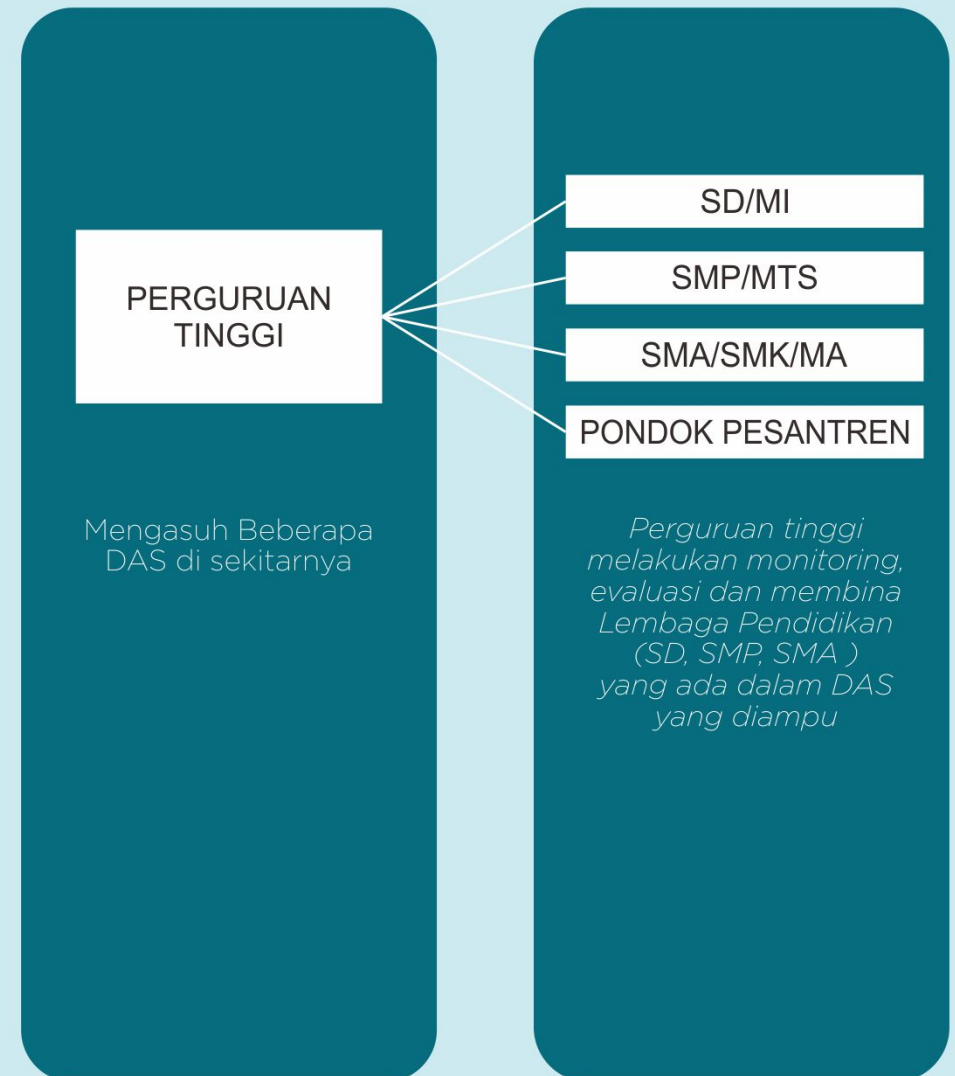 PERGURUAN
TINGGI
Mengasuh Beberapa
DAS di sekitarnya
SD/MI
SMP/MTS
SMA/SMK/MA
PONDOK PESANTREN
Perguruan tinggi
melakukan monitoring,
evaluasi dan membina
Lembaga Pendidikan
(SD, SMP, SMA )
yang ada dalam DAS
yang diampu